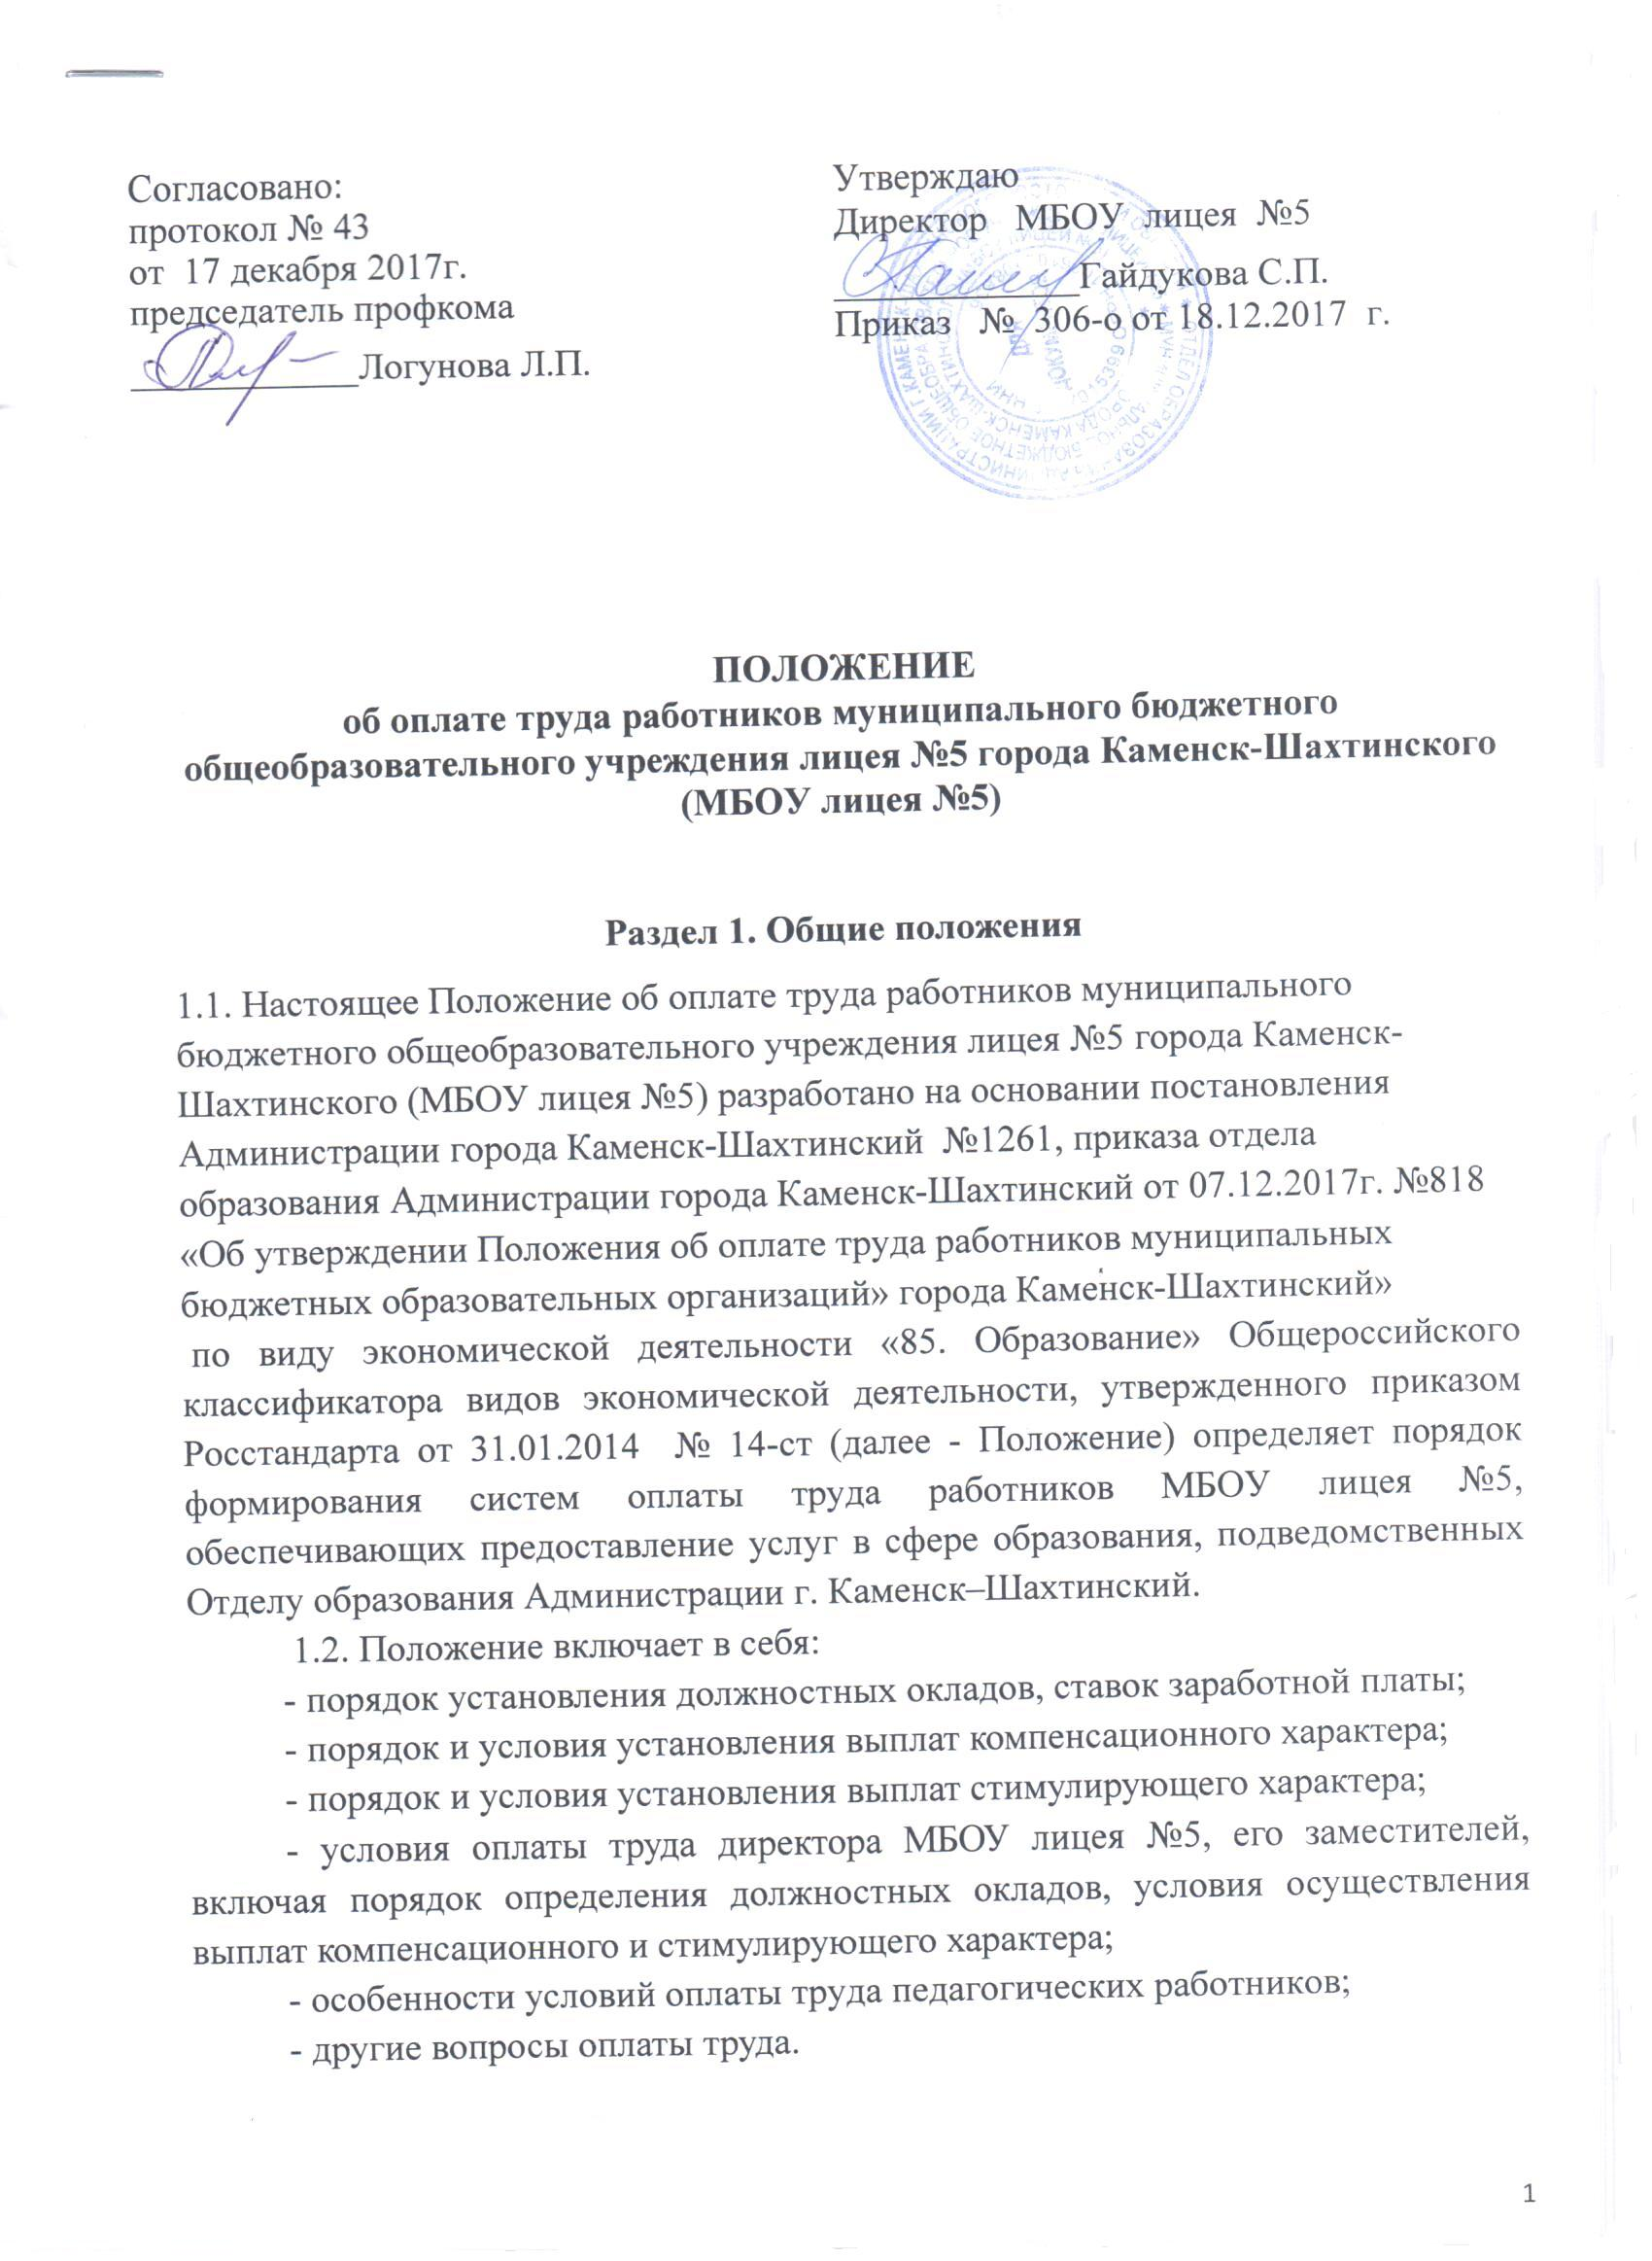 Согласовано:
протокол № 43
от 17 декабря 2017г.
председатель профкома
______________Логунова Л.П.
Утверждаю
Директор МБОУ лицея №5
_______________Гайдукова С.П.
Приказ № 306-о от 18.12.2017 г.
ПОЛОЖЕНИЕ
об оплате труда работников муниципального бюджетного
общеобразовательного учреждения лицея №5 города Каменск-Шахтинского
(МБОУ лицея №5)
Раздел 1. Общие положения
1.1. Настоящее Положение об оплате труда работников муниципального
бюджетного общеобразовательного учреждения лицея №5 города Каменск-
Шахтинского (МБОУ лицея №5) разработано на основании постановления
Администрации города Каменск-Шахтинский №1261, приказа отдела
образования Администрации города Каменск-Шахтинский от 07.12.2017г. №818
«Об утверждении Положения об оплате труда работников муниципальных
бюджетных образовательных организаций» города Каменск-Шахтинский»
по виду экономической деятельности «85. Образование» Общероссийского
классификатора видов экономической деятельности, утвержденного приказом
Росстандарта от 31.01.2014 № 14-ст (далее - Положение) определяет порядок
формирования систем оплаты труда работников МБОУ лицея №5,
обеспечивающих предоставление услуг в сфере образования, подведомственных
Отделу образования Администрации г. Каменск–Шахтинский.
1.2. Положение включает в себя:
- порядок установления должностных окладов, ставок заработной платы;
- порядок и условия установления выплат компенсационного характера;
- порядок и условия установления выплат стимулирующего характера;
- условия оплаты труда директора МБОУ лицея №5, его заместителей,
включая порядок определения должностных окладов, условия осуществления
выплат компенсационного и стимулирующего характера;
- особенности условий оплаты труда педагогических работников;
- другие вопросы оплаты труда.
1